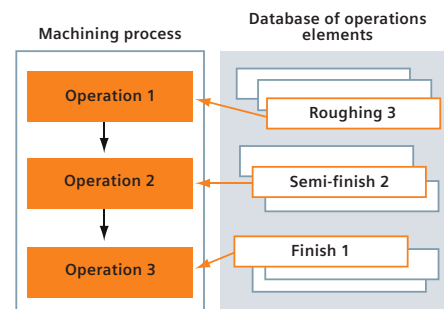 Machining process
Database of operations
elements
Operation 1
Roughing 3
Operation 2
Semi-finish 2
Operation 3
Finish 1